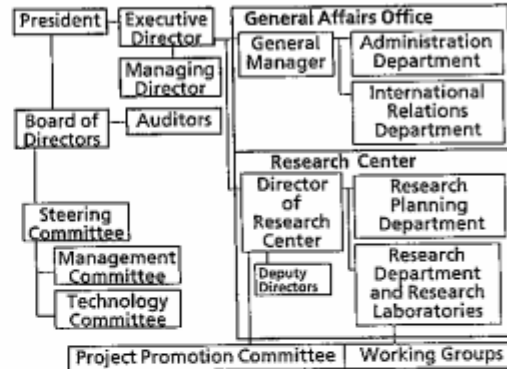 President
Executive
Director
Managing
Director
Board of
Directors
Auditors
Steering
Committee
Management
Committee
Technology
Committee
General Affairs Office
General
Manager
Administration
Department
International
Relations
Department
Research Center
Director
of
Research
Center
Deputy
Directors
Research
Planning
Department
Research
Department
and Research
Laboratories
Project Promotion Committee
Working Groups